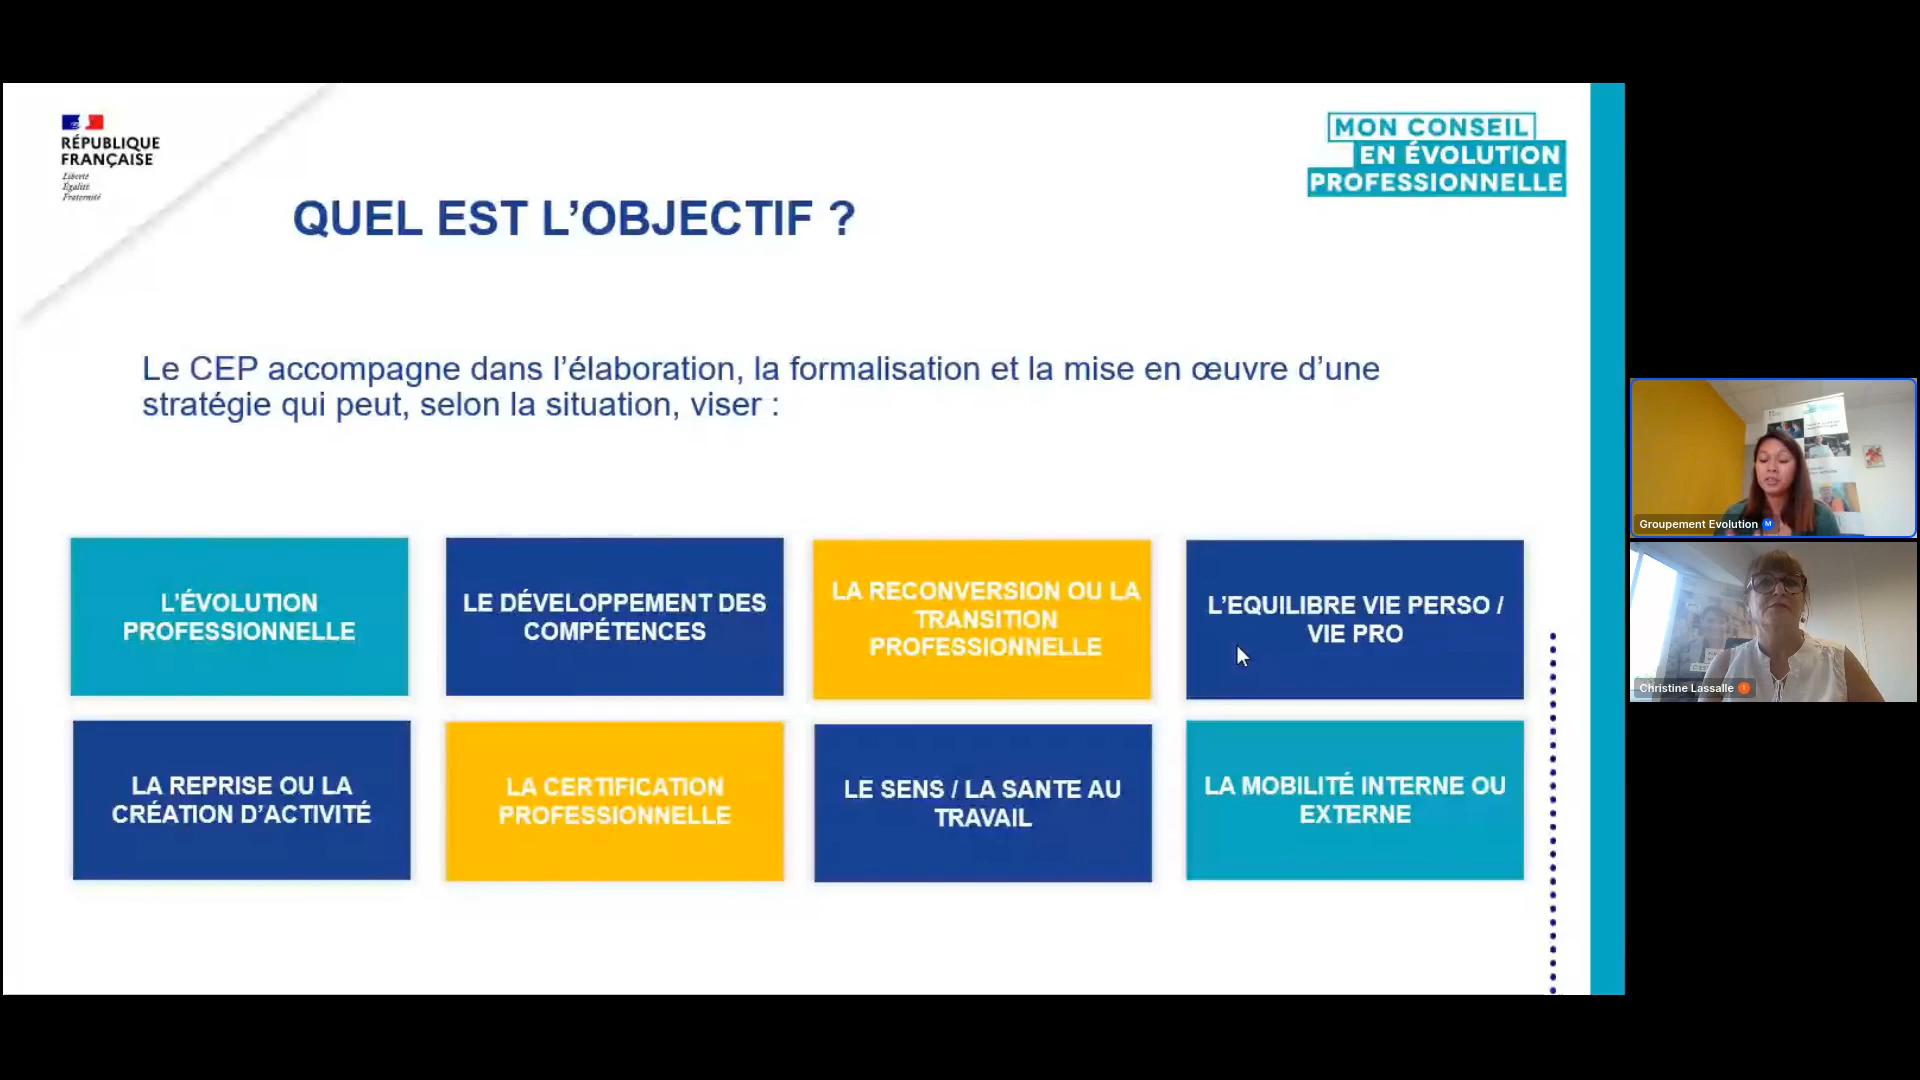 RÉPUBLIQUE
FRANÇAISE
Liberté
Égalité
Fraternité
MON CONSEIL
EN ÉVOLUTION
PROFESSIONNELLE
QUEL EST L’OBJECTIF ?
Le CEP accompagne dans l’élaboration, la formalisation et la mise en œuvre d’une
stratégie qui peut, selon la situation, viser :
L’ÉVOLUTION
PROFESSIONNELLE
LE DÉVELOPPEMENT DES
COMPÉTENCES
LA RECONVERSION OU LA
TRANSITION
PROFESSIONNELLE
L’EQUILIBRE VIE PERSO /
VIE PRO
LA REPRISE OU LA
CRÉATION D’ACTIVITÉ
LA CERTIFICATION
PROFESSIONNELLE
LE SENS / LA SANTE AU
TRAVAIL
LA MOBILITÉ INTERNE OU
EXTERNE
Groupement Evolution M
Christine Lassalle